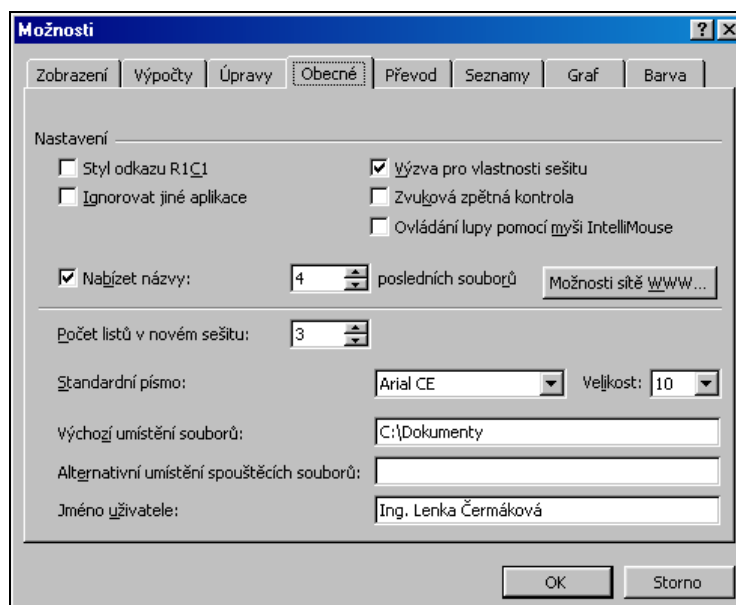 Možnosti
Zobrazení Výpočty Úpravy Obecné Převod Seznamy Graf Barva
Nastavení
Styl odkazu R1C1 Výzva pro vlastnosti sešitu
Ignorovat jiné aplikace Zvuková zpětná kontrola
Ovládání lupy pomocí myši IntelliMouse
Nabízet názvy: 4 posledních souborů Možnosti sítě WWW...
Počet listů v novém sešitu: 3
Standardní písmo: Arial CE Velikost: 10
Výchozí umístění souborů: C:\Dokumenty
Alternativní umístění spouštěcích souborů:
Jméno uživatele: Ing. Lenka Čermáková
OK Storno